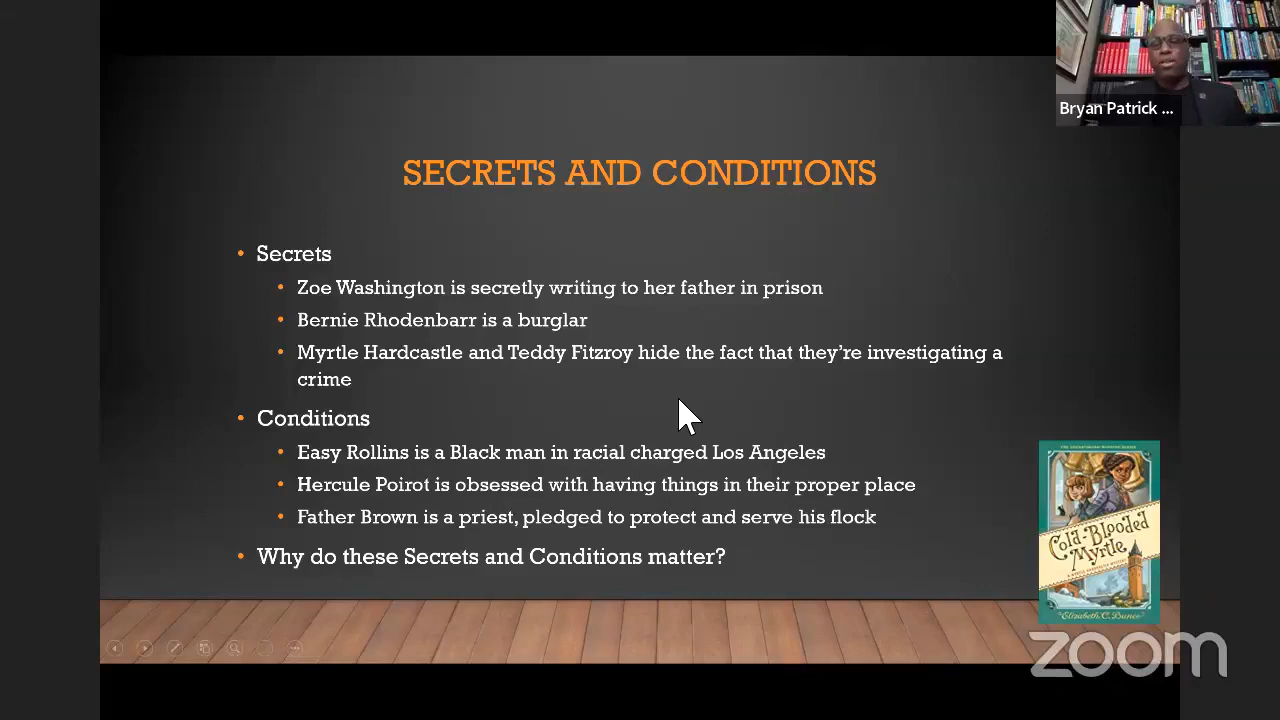 Bryan Patrick ...
SECRETS AND CONDITIONS
• Secrets
• Zoe Washington is secretly writing to her father in prison
• Bernie Rhodenbarr is a burglar
• Myrtle Hardcastle and Teddy Fitzroy hide the fact that they're investigating a
crime
• Conditions
• Easy Rollins is a Black man in racial charged Los Angeles
• Hercule Poirot is obsessed with having things in their proper place
• Father Brown is a priest, pledged to protect and serve his flock
• Why do these Secrets and Conditions matter?
Cold-Blooded
Myrtle
A MYRTLE HARDCASTLE MYSTERY
Elizabeth C. Bunce
zoom